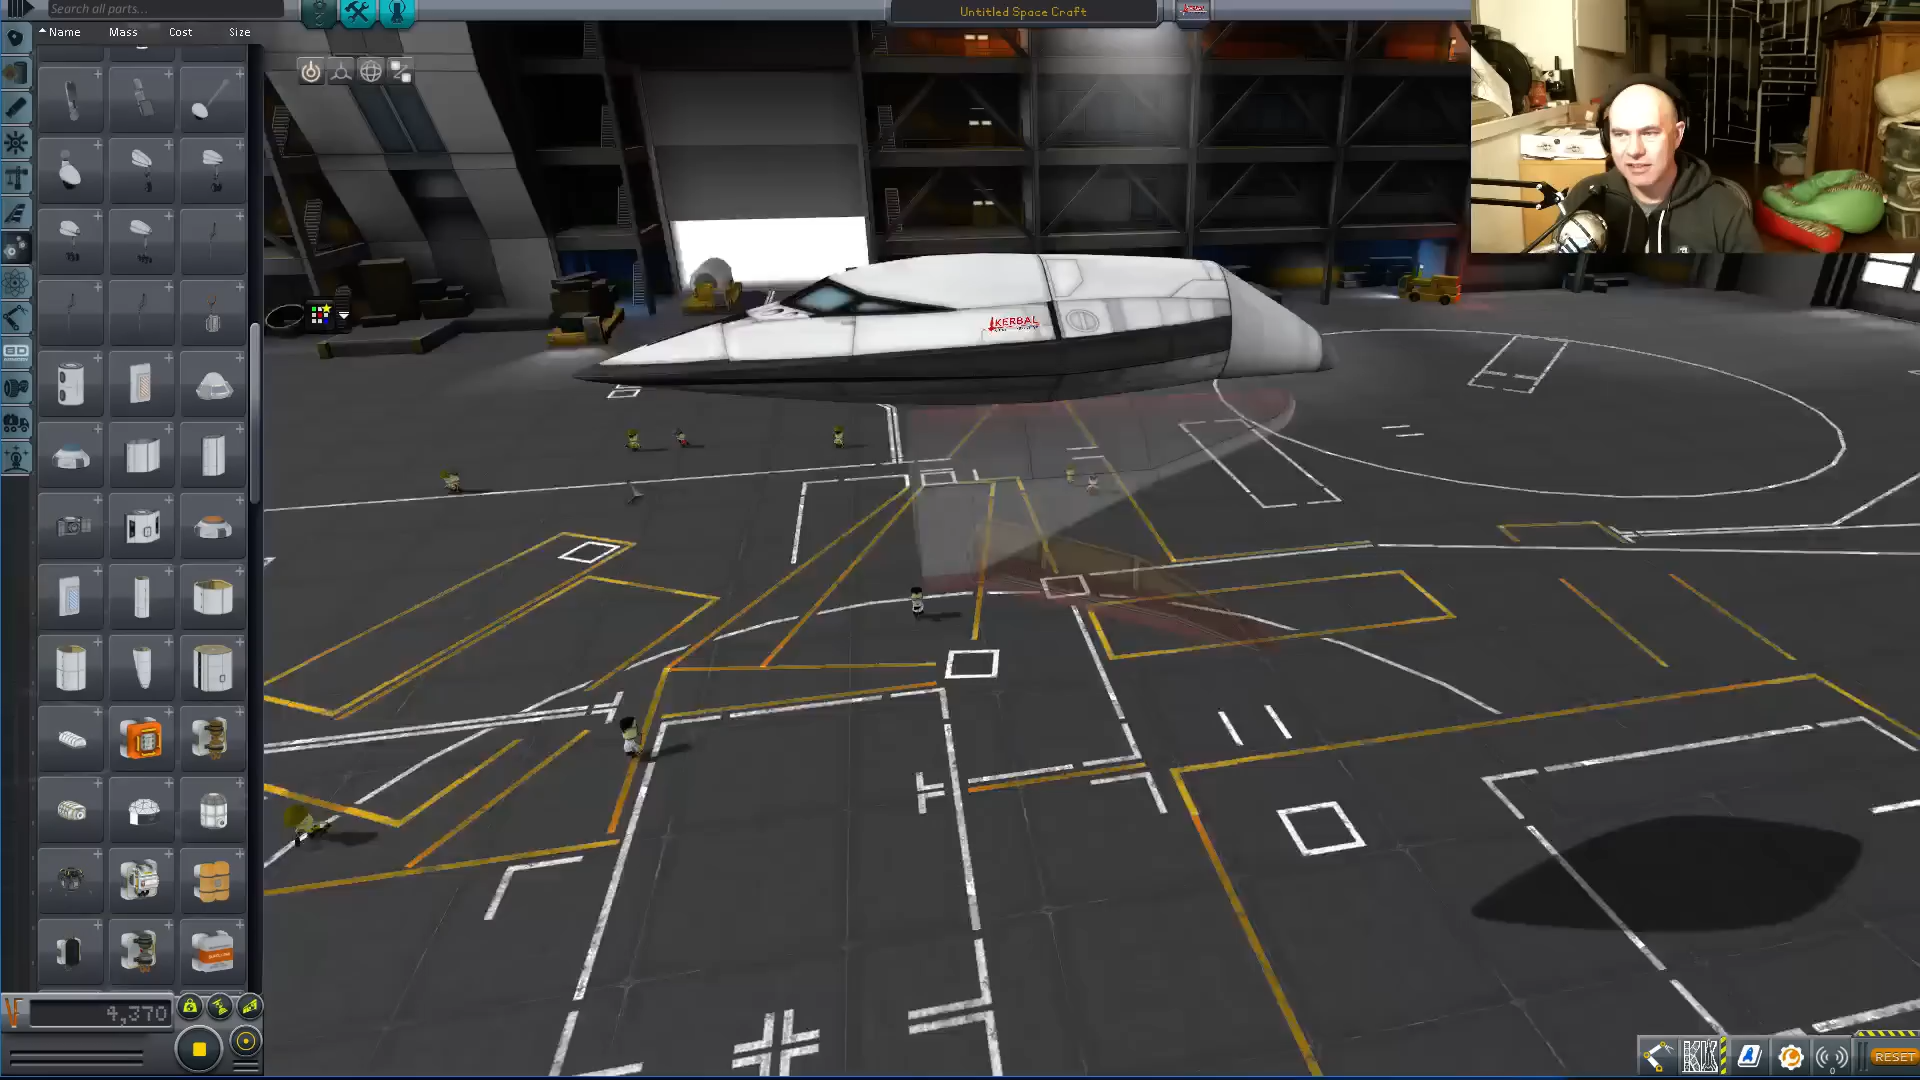 Search all parts...
Untitled Space Craft
Name Mass Cost Size
KERBAL
4,370
RESET